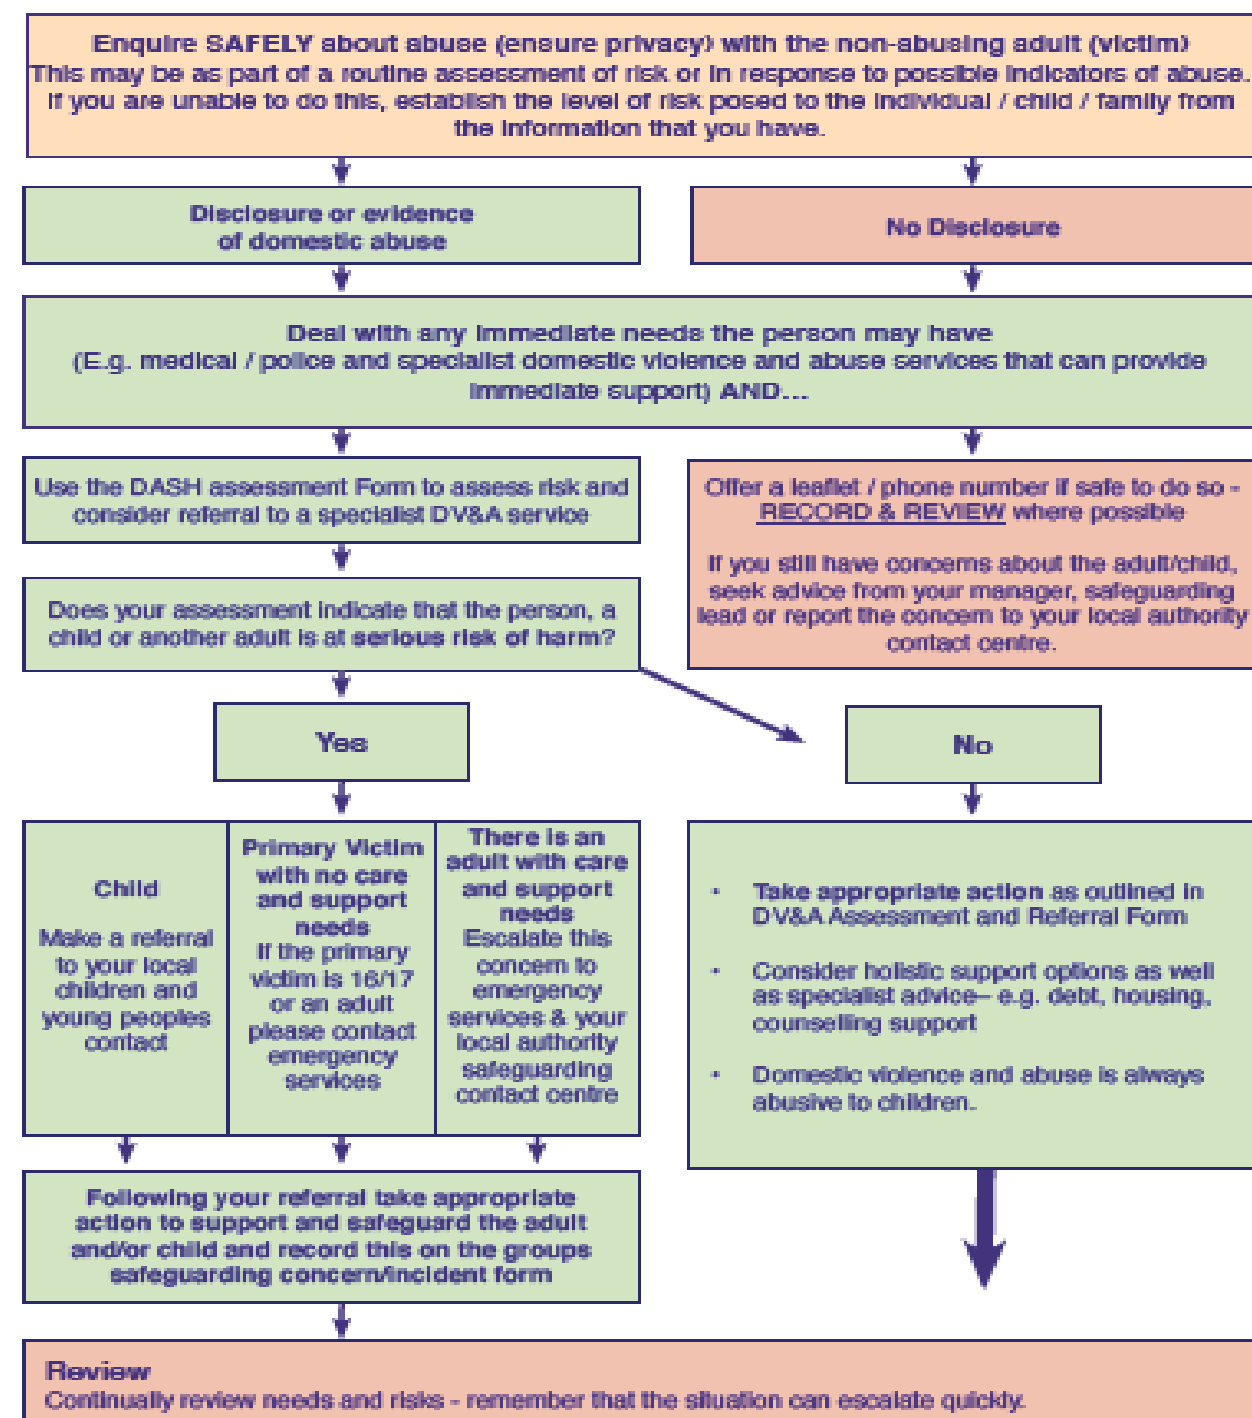 Enquire SAFELY about abuse (ensure privacy) with the non-abusing adult (victim)
This may be as part of a routine assessment of risk or in response to possible indicators of abuse.
If you are unable to do this, establish the level of risk posed to the individual / child / family from
the information that you have.
Disclosure or evidence
of domestic abuse
No Disclosure
Deal with any immediate needs the person may have
(E.g. medical / police and specialist domestic violence and abuse services that can provide
immediate support) AND...
Use the DASH assessment Form to assess risk and
consider referral to a specialist DV&A service
Offer a leaflet / phone number if safe to do so -
RECORD & REVIEW where possible
If you still have concerns about the adult/child,
seek advice from your manager, safeguarding
lead or report the concern to your local authority
contact centre.
Does your assessment indicate that the person, a
child or another adult is at serious risk of harm?
Yes
No
Child
Make a referral
to your local
children and
young peoples
contact
Primary Victim
with no care
and support
needs
If the primary
victim is 16/17
or an adult
please contact
emergency
services
There is an
adult with care
and support
needs
Escalate this
concern to
emergency
services & your
local authority
safeguarding
contact centre
• Take appropriate action as outlined in
DV&A Assessment and Referral Form
• Consider holistic support options as well
as specialist advice– e.g. debt, housing,
counselling support
• Domestic violence and abuse is always
abusive to children.
Following your referral take appropriate
action to support and safeguard the adult
and/or child and record this on the groups
safeguarding concern/incident form
Review
Continually review needs and risks - remember that the situation can escalate quickly.